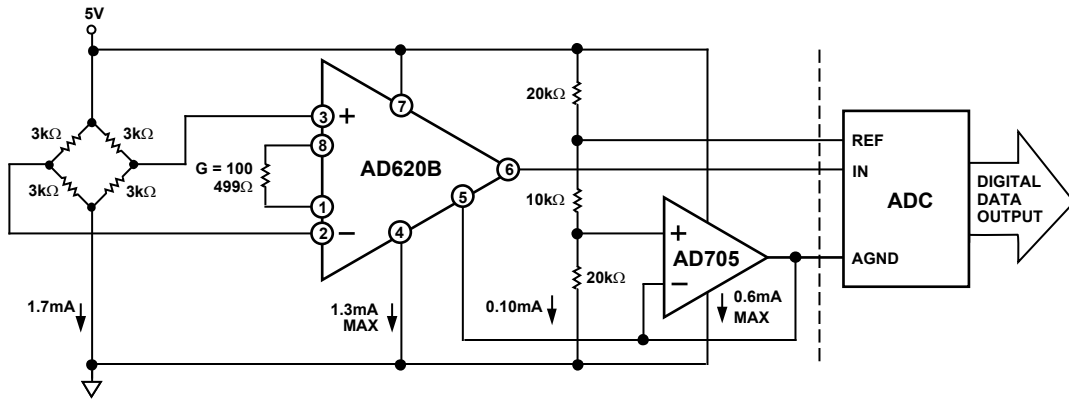 5V
3kΩ
3kΩ
3kΩ
3kΩ
1.7mA
G = 100
499Ω
3
8
1
2
+
−
7
AD620B
6
5
4
1.3mA
MAX
20kΩ
10kΩ
20kΩ
0.10mA
+
AD705
−
0.6mA
MAX
REF
IN
ADC
AGND
DIGITAL
DATA
OUTPUT